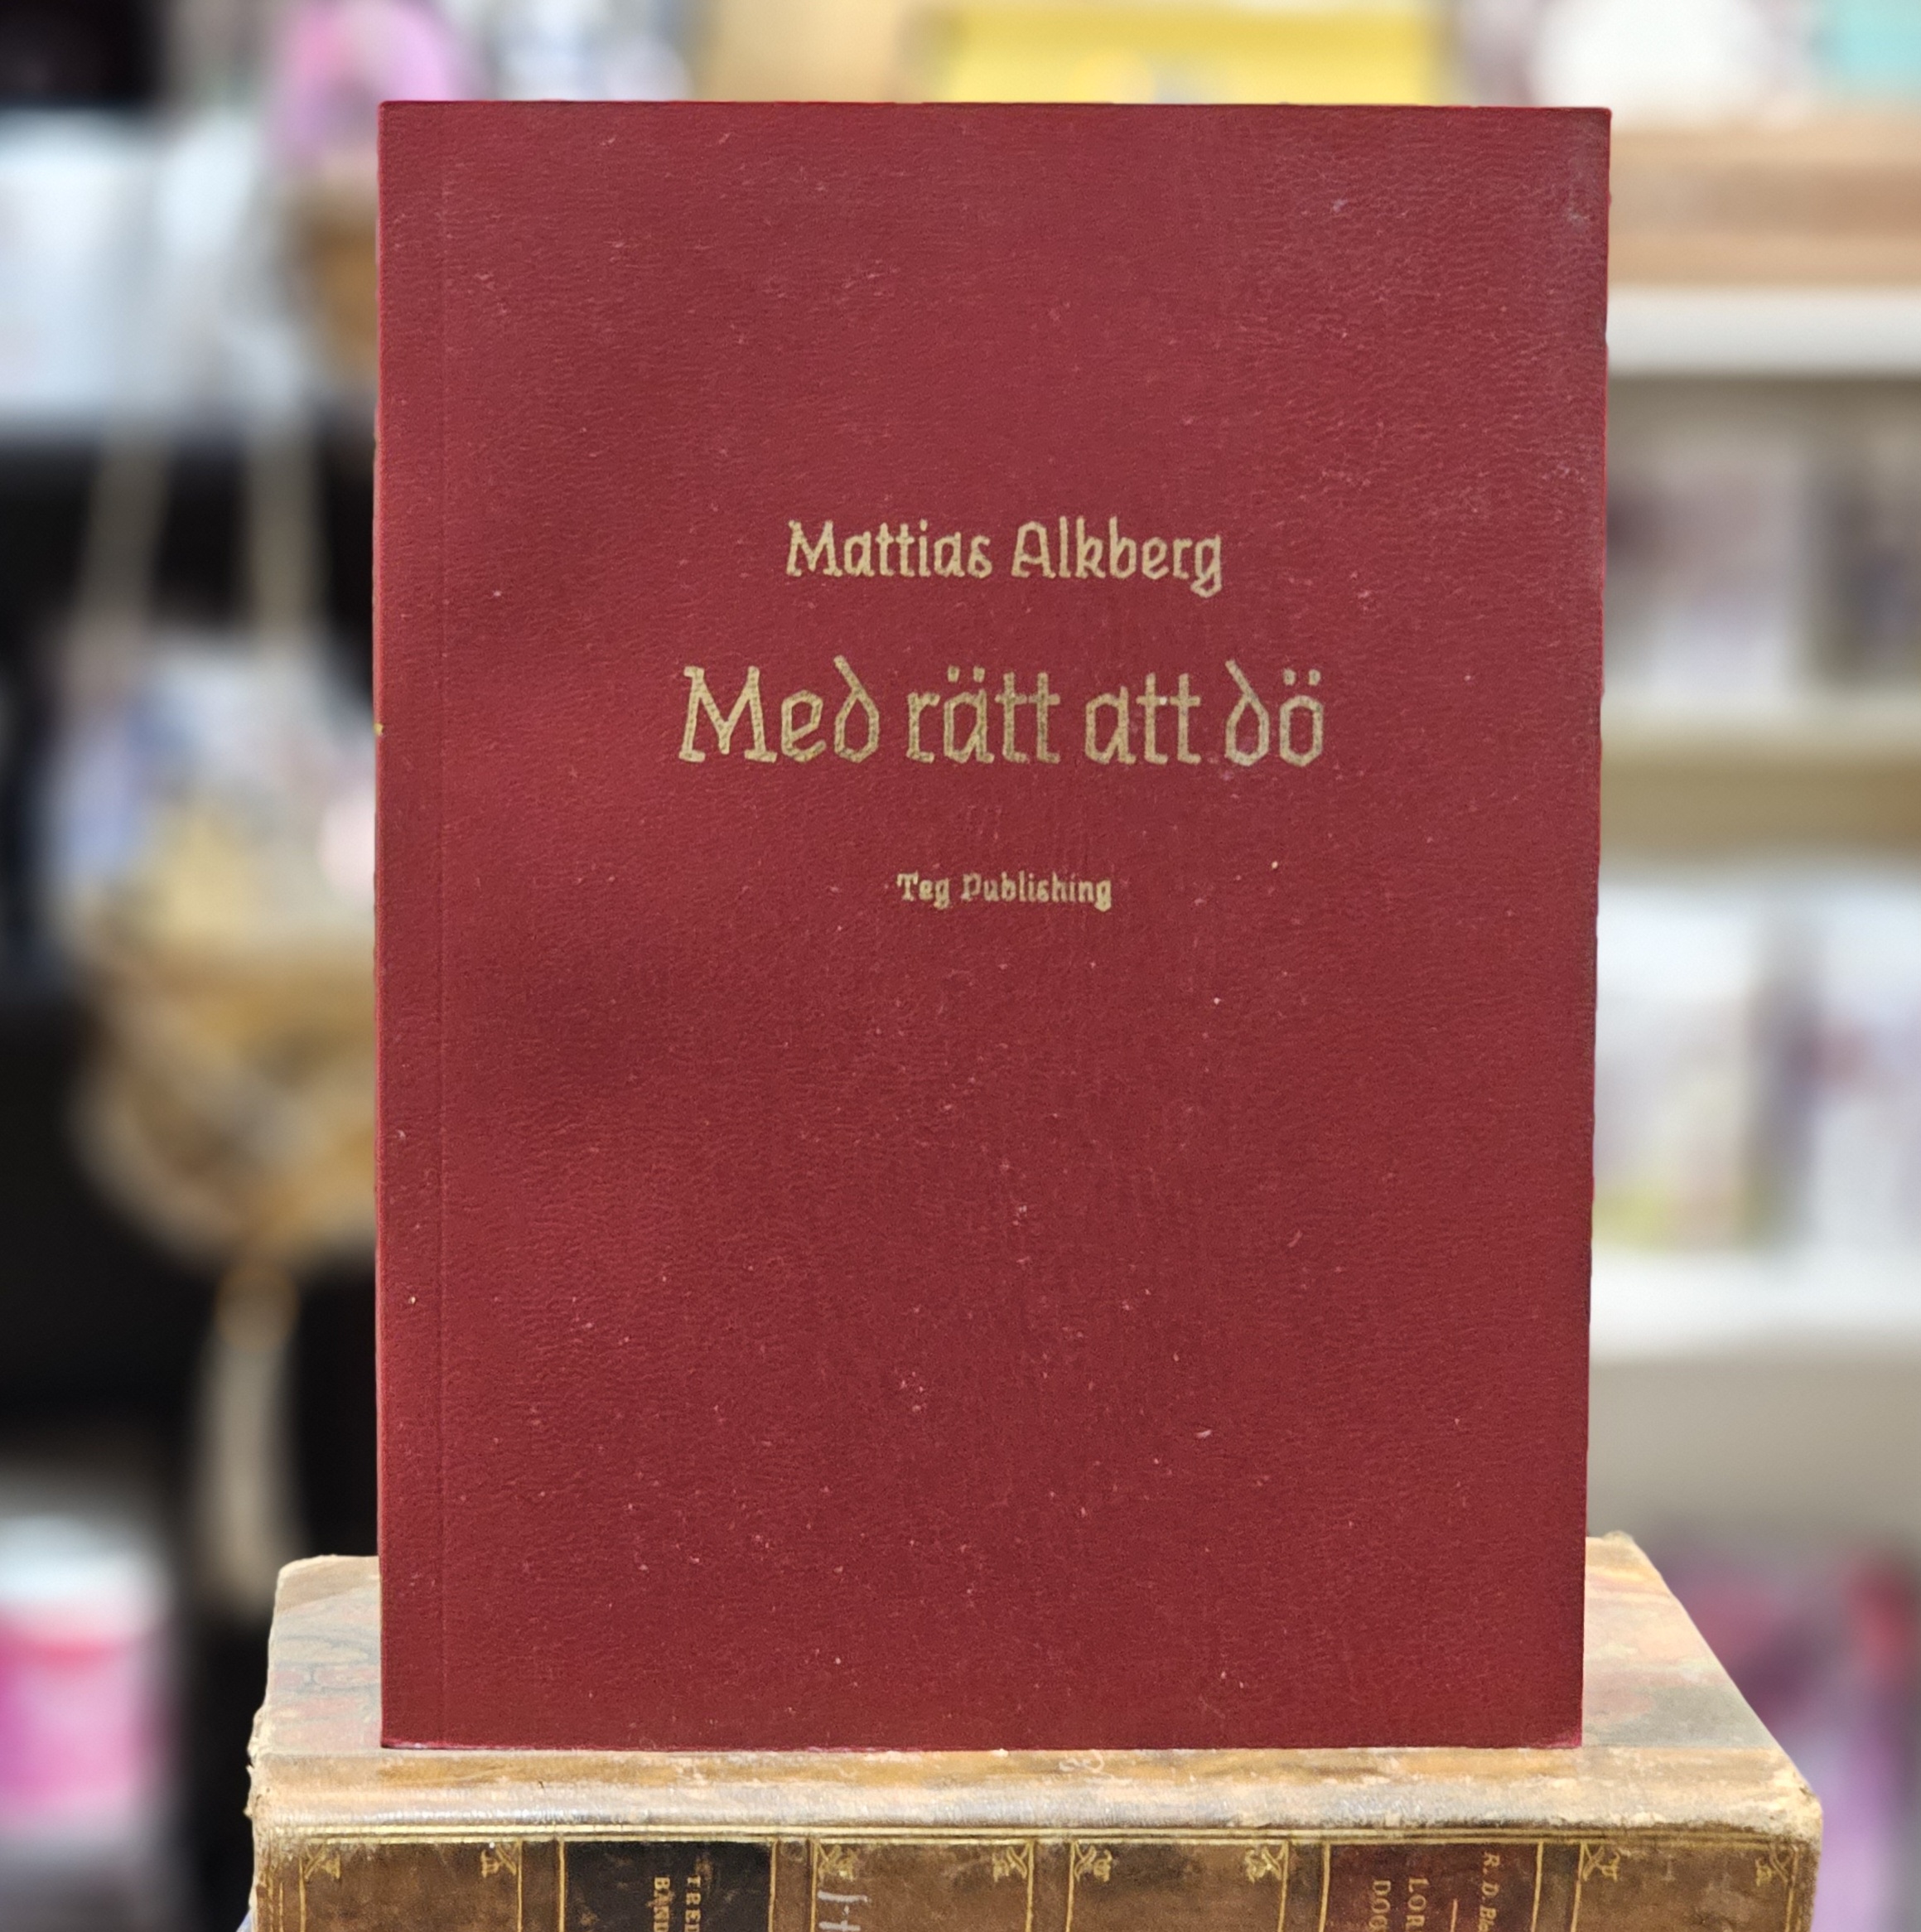 Mattias Alkberg
Med rätt att dö
Teg Publishing